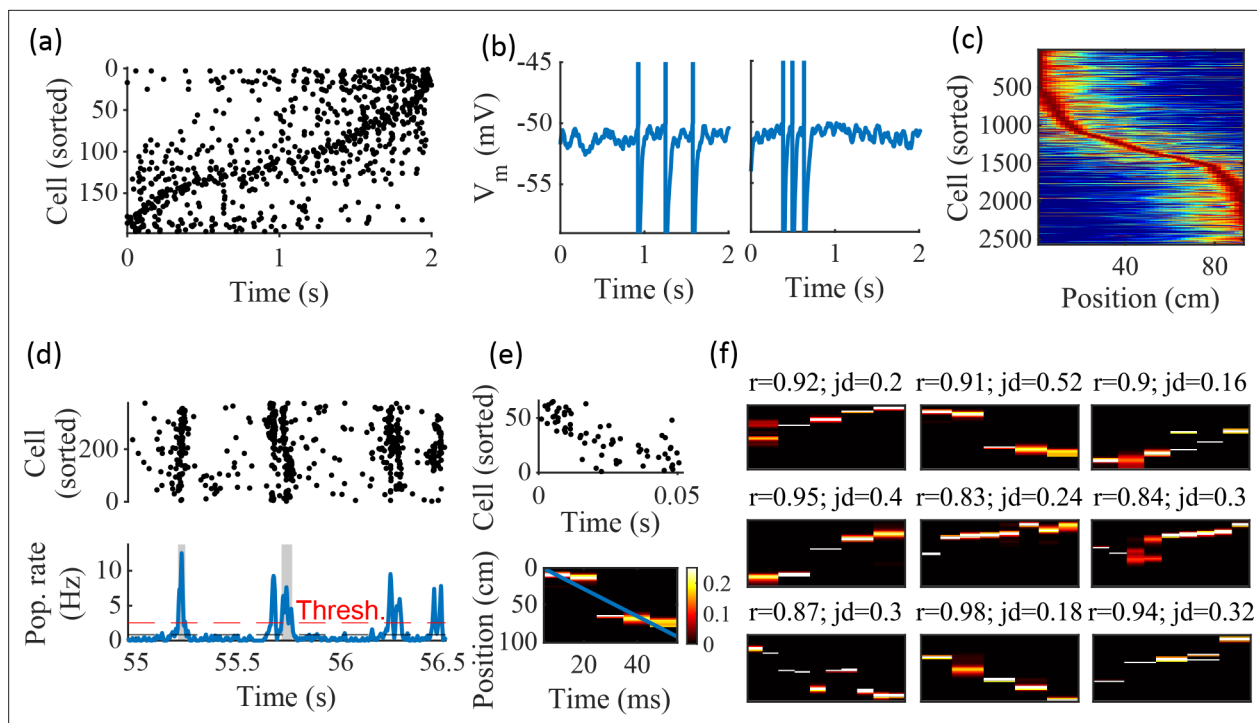 (a)
Cell (sorted)
0
50
100
150
0
1
2
Time (s)
(b)
V_m (mV)
-45
-50
-55
0
1
2
Time (s)
0
1
2
Time (s)
(c)
Cell (sorted)
500
1000
1500
2000
2500
40
80
Position (cm)
(d)
Cell
(sorted)
200
0
Pop. rate
(Hz)
10
5
0
Thresh.
55
55.5
56
56.5
Time (s)
(e)
Cell (sorted)
50
0
0
0.05
Time (s)
Position (cm)
0
50
100
0.2
0.1
0
20
40
Time (ms)
(f)
r=0.92; jd=0.2
r=0.91; jd=0.52
r=0.9; jd=0.16
r=0.95; jd=0.4
r=0.83; jd=0.24
r=0.84; jd=0.3
r=0.87; jd=0.3
r=0.98; jd=0.18
r=0.94; jd=0.32